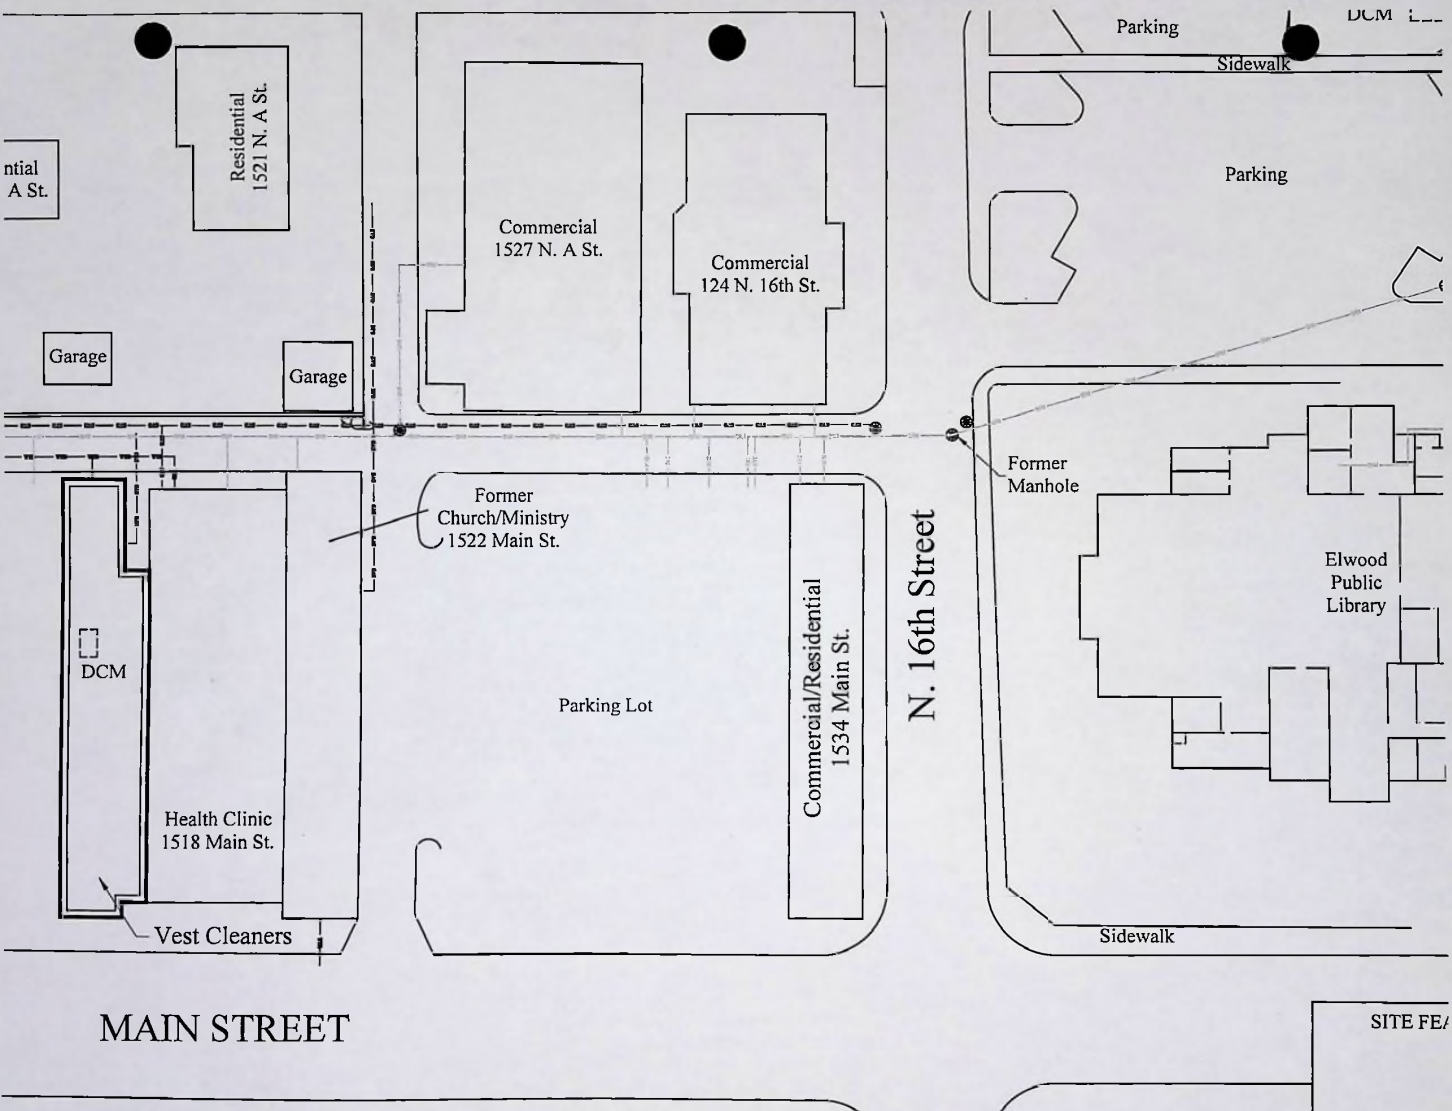 Parking
DCM
Sidewalk
Residential
1521 N. A St.
ntial
A St.
Parking
Commercial
1527 N. A St.
Commercial
124 N. 16th St.
Garage
Garage
Former
Manhole
Former
Church/Ministry
1522 Main St.
Elwood
Public
Library
N. 16th Street
DCM
Parking Lot
Commercial/Residential
1534 Main St.
Health Clinic
1518 Main St.
Vest Cleaners
Sidewalk
MAIN STREET
SITE FEA